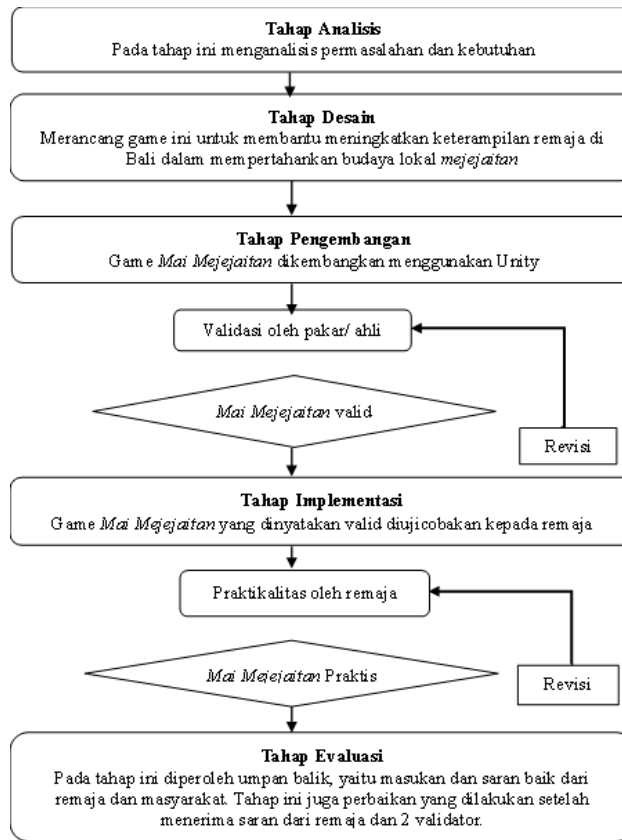 Tahap Analisis
Pada tahap ini menganalisis permasalahan dan kebutuhan
Tahap Desain
Merancang game ini untuk membantu meningkatkan keterampilan remaja di
Bali dalam mempertahankan budaya lokal mejejaitan
Tahap Pengembangan
Game Mai Mejejaitan dikembangkan menggunakan Unity
Validasi oleh pakar/ ahli
Mai Mejejaitan valid
Revisi
Tahap Implementasi
Game Mai Mejejaitan yang dinyatakan valid diujicobakan kepada remaja
Praktikalitas oleh remaja
Mai Mejejaitan Praktis
Revisi
Tahap Evaluasi
Pada tahap ini diperoleh umpan balik, yaitu masukan dan saran baik dari
remaja dan masyarakat. Tahap ini juga perbaikan yang dilakukan setelah
menerima saran dari remaja dan 2 validator.